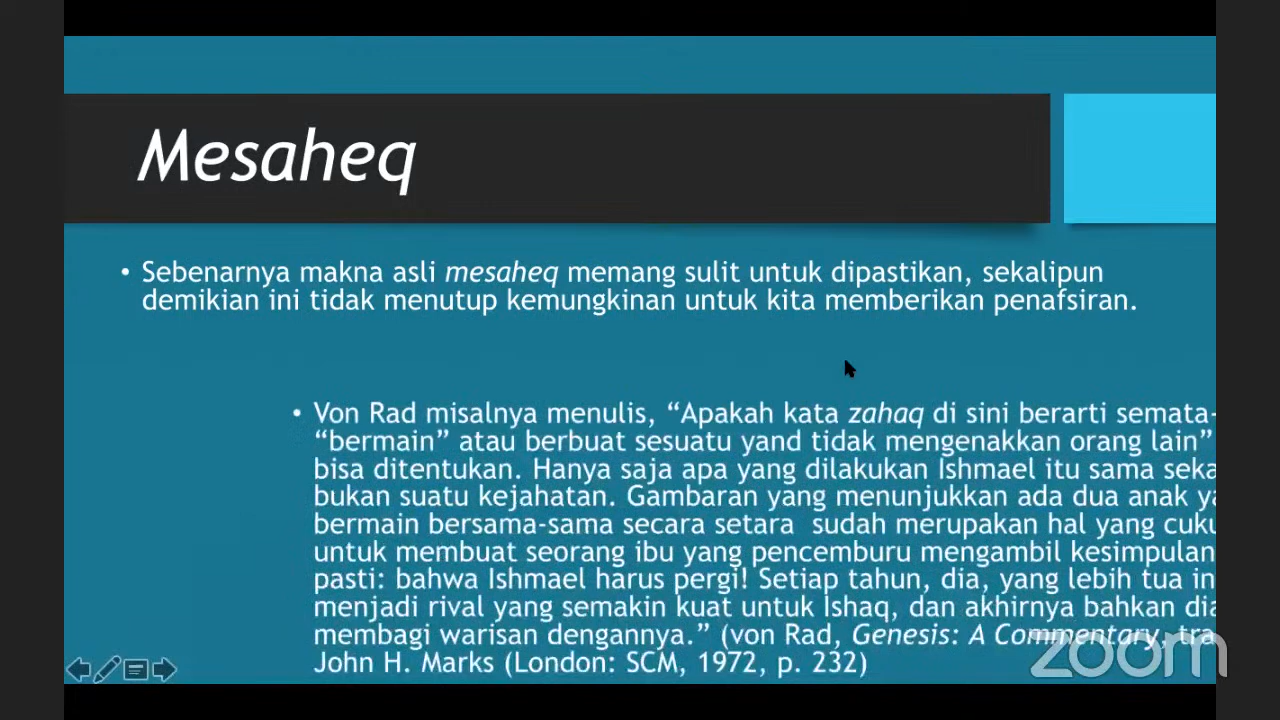 Mesaheq
• Sebenarnya makna asli mesaheq memang sulit untuk dipastikan, sekalipun
demikian ini tidak menutup kemungkinan untuk kita memberikan penafsiran.
• Von Rad misalnya menulis, “Apakah kata zahaq di sini berarti semata-
“bermain” atau berbuat sesuatu yand tidak mengenakkan orang lain”
bisa ditentukan. Hanya saja apa yang dilakukan Ishmael itu sama
bukan suatu kejahatan. Gambaran yang menunjukkan ada dua anak
bermain bersama-sama secara setara sudah merupakan hal yang
untuk membuat seorang ibu yang pencemburu mengambil kesimpulan
pasti: bahwa Ishmael harus pergi! Setiap tahun, dia, yang lebih tua
menjadi rival yang semakin kuat untuk Ishaq, dan akhirnya bahkan
membagi warisan dengannya.” (von Rad, Genesis: A Commentary,
John H. Marks (London: SCM, 1972, p. 232)
zoom